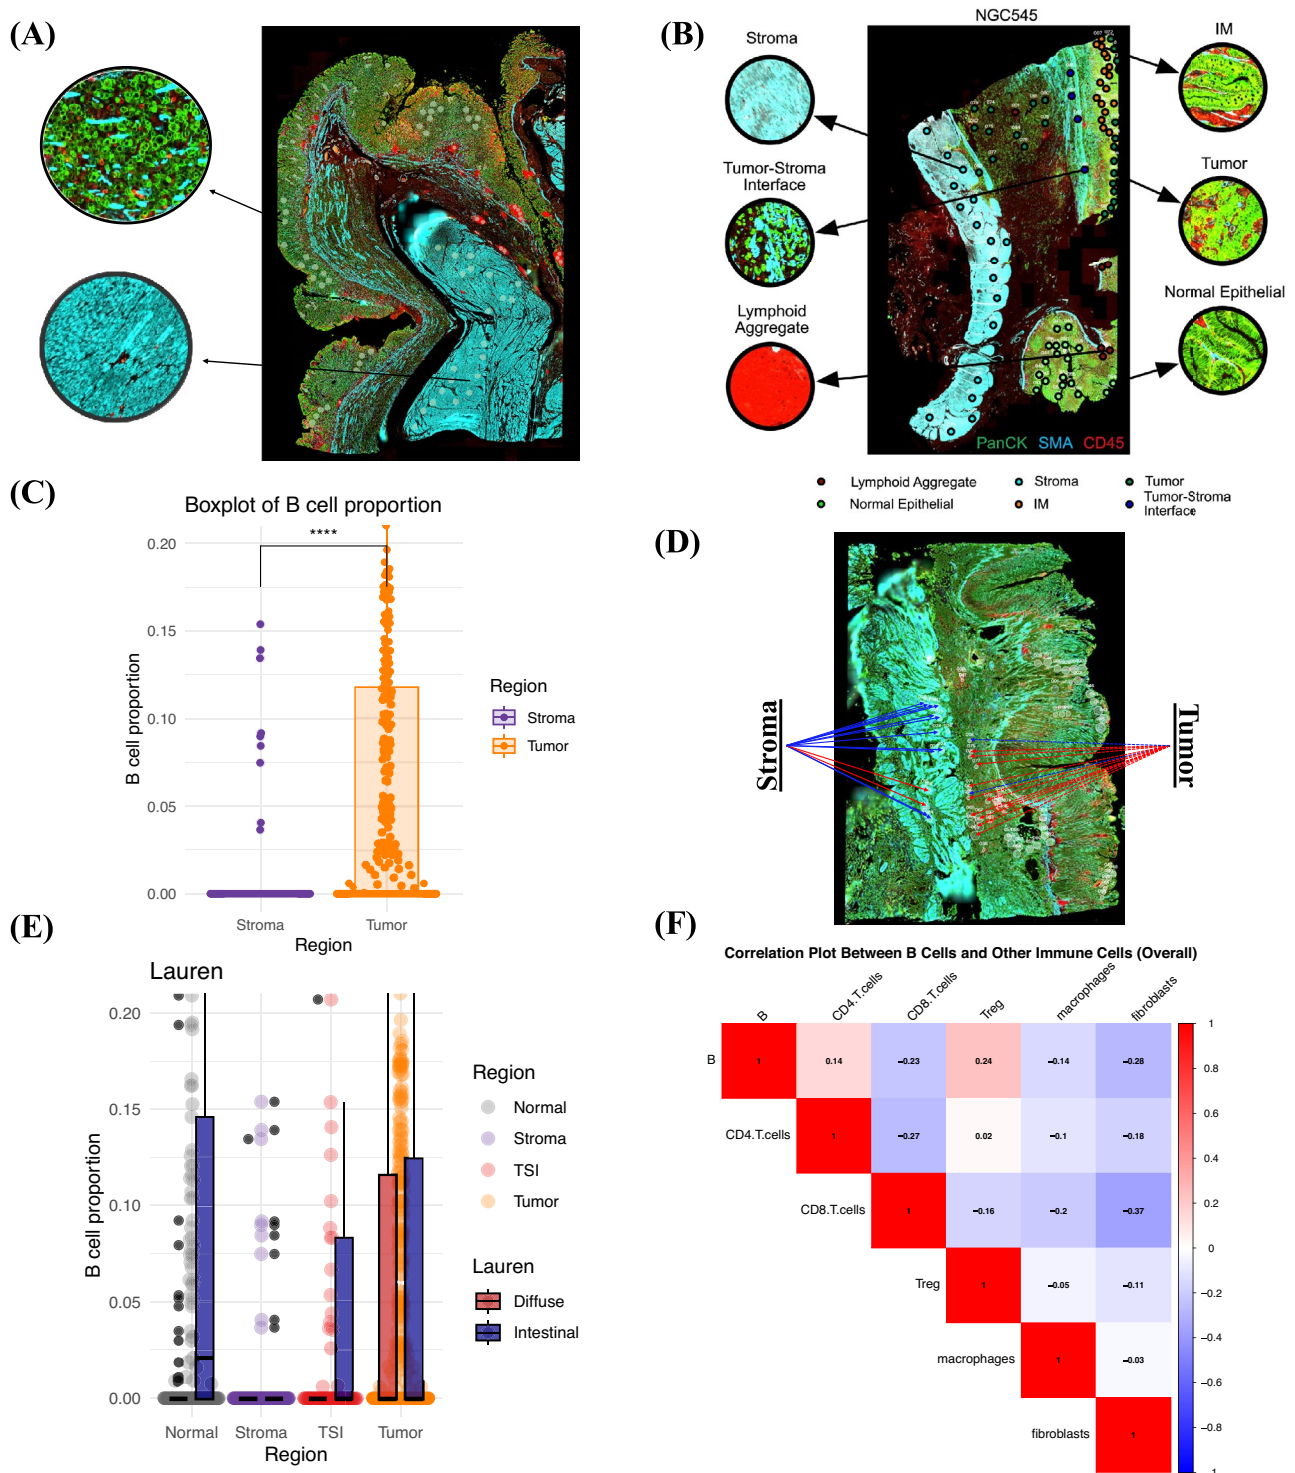 (A)
(B)
NGC545
Stroma
IM
Tumor-Stroma
Interface
Tumor
Lymphoid
Aggregate
Normal Epithelial
PanCK SMA CD45
Lymphoid Aggregate
Stroma
Tumor
Normal Epithelial
IM
Tumor-Stroma
Interface
(C)
Boxplot of B cell proportion
****
0.20
0.15
0.10
0.05
0.00
B cell proportion
Stroma
Tumor
Region
Region
Stroma
Tumor
(D)
Stroma
Tumor
(E)
Lauren
0.20
0.15
0.10
0.05
0.00
B cell proportion
Normal
Stroma
TSI
Tumor
Region
Region
Normal
Stroma
TSI
Tumor
Lauren
Diffuse
Intestinal
(F)
Correlation Plot Between B Cells and Other Immune Cells (Overall)
B
CD4.T.cells
CD8.T.cells
Treg
macrophages
fibroblasts
B 1 0.14 −0.23 0.24 −0.14 −0.28
CD4.T.cells 1 −0.27 0.02 −0.1 −0.18
CD8.T.cells 1 −0.16 −0.2 −0.37
Treg 1 −0.05 −0.11
macrophages 1 −0.03
fibroblasts 1
1
0.8
0.6
0.4
0.2
0
−0.2
−0.4
−0.6
−0.8
−1